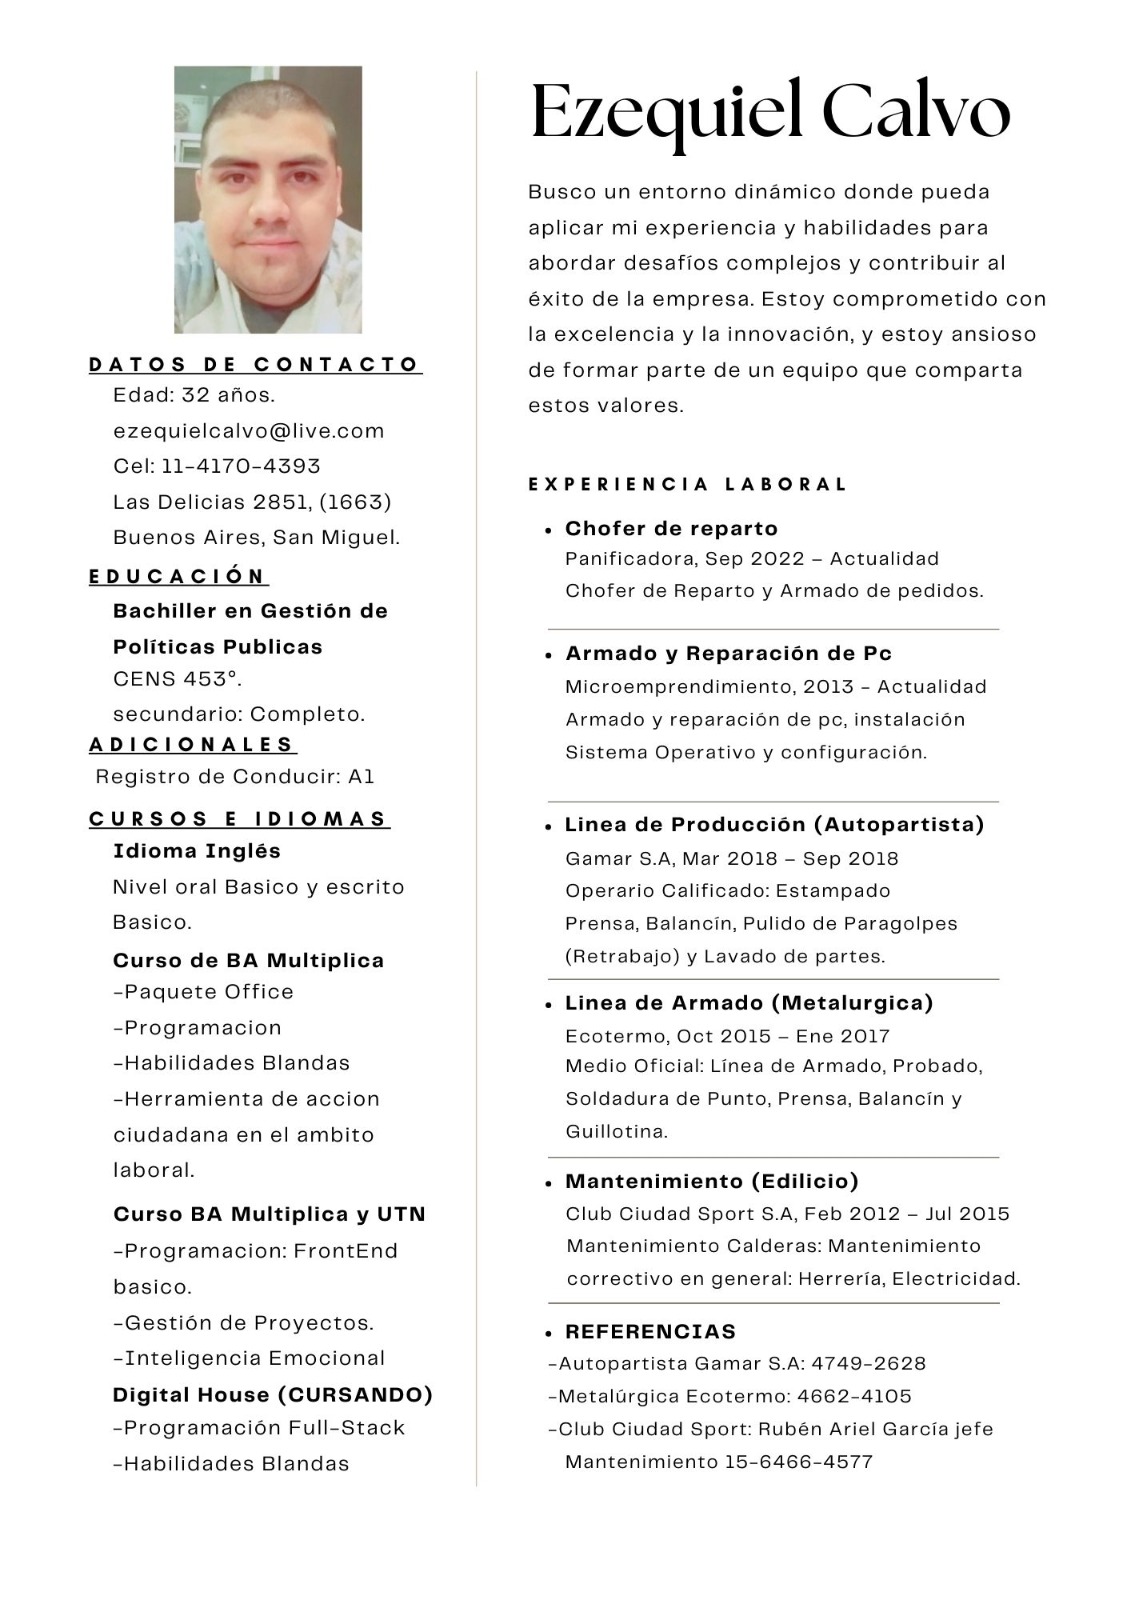 DATOS DE CONTACTO
Edad: 32 años.
ezequielcalvo@live.com
Cel: 11-4170-4393
Las Delicias 2851, (1663)
Buenos Aires, San Miguel.
EDUCACIÓN
Bachiller en Gestión de
Políticas Publicas
CENS 453°.
secundario: Completo.
ADICIONALES
Registro de Conducir: A1
CURSOS E IDIOMAS
Idioma Inglés
Nivel oral Basico y escrito
Basico.
Curso de BA Multiplica
-Paquete Office
-Programacion
-Habilidades Blandas
-Herramienta de accion
ciudadana en el ambito
laboral.
Curso BA Multiplica y UTN
-Programacion: FrontEnd
basico.
-Gestión de Proyectos.
-Inteligencia Emocional
Digital House (CURSANDO)
-Programación Full-Stack
-Habilidades Blandas
Ezequiel Calvo
Busco un entorno dinámico donde pueda
aplicar mi experiencia y habilidades para
abordar desafíos complejos y contribuir al
éxito de la empresa. Estoy comprometido con
la excelencia y la innovación, y estoy ansioso
de formar parte de un equipo que comparta
estos valores.
EXPERIENCIA LABORAL
• Chofer de reparto
Panificadora, Sep 2022 – Actualidad
Chofer de Reparto y Armado de pedidos.
• Armado y Reparación de Pc
Microemprendimiento, 2013 - Actualidad
Armado y reparación de pc, instalación
Sistema Operativo y configuración.
• Linea de Producción (Autopartista)
Gamar S.A, Mar 2018 – Sep 2018
Operario Calificado: Estampado
Prensa, Balancín, Pulido de Paragolpes
(Retrabajo) y Lavado de partes.
• Linea de Armado (Metalurgica)
Ecotermo, Oct 2015 – Ene 2017
Medio Oficial: Línea de Armado, Probado,
Soldadura de Punto, Prensa, Balancín y
Guillotina.
• Mantenimiento (Edilicio)
Club Ciudad Sport S.A, Feb 2012 – Jul 2015
Mantenimiento Calderas: Mantenimiento
correctivo en general: Herrería, Electricidad.
• REFERENCIAS
-Autopartista Gamar S.A: 4749-2628
-Metalúrgica Ecotermo: 4662-4105
-Club Ciudad Sport: Rubén Ariel García jefe
Mantenimiento 15-6466-4577